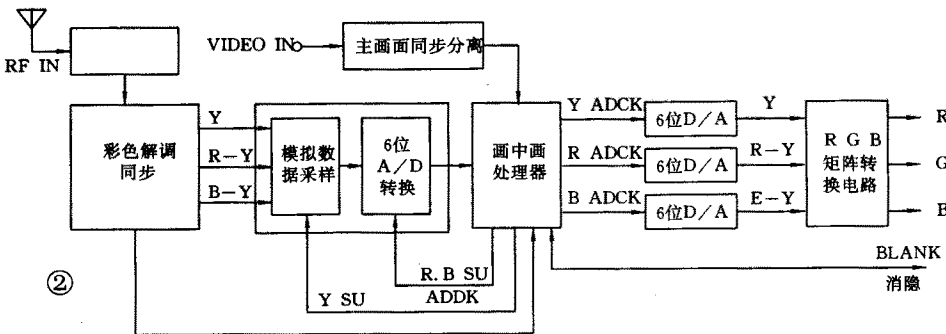 RF IN
VIDEO IN
主画面同步分离
彩色解调
同步
Y
R-Y
B-Y
模拟数
据采样
6位
A/D
转换
画中画
处理器
Y ADCK
R ADCK
B ADCK
6位D/A
6位D/A
6位D/A
Y
R-Y
E-Y
R G B
矩阵转
换电路
R
G
BLANK
消隐
R.B SU
Y SU
ADDK
②